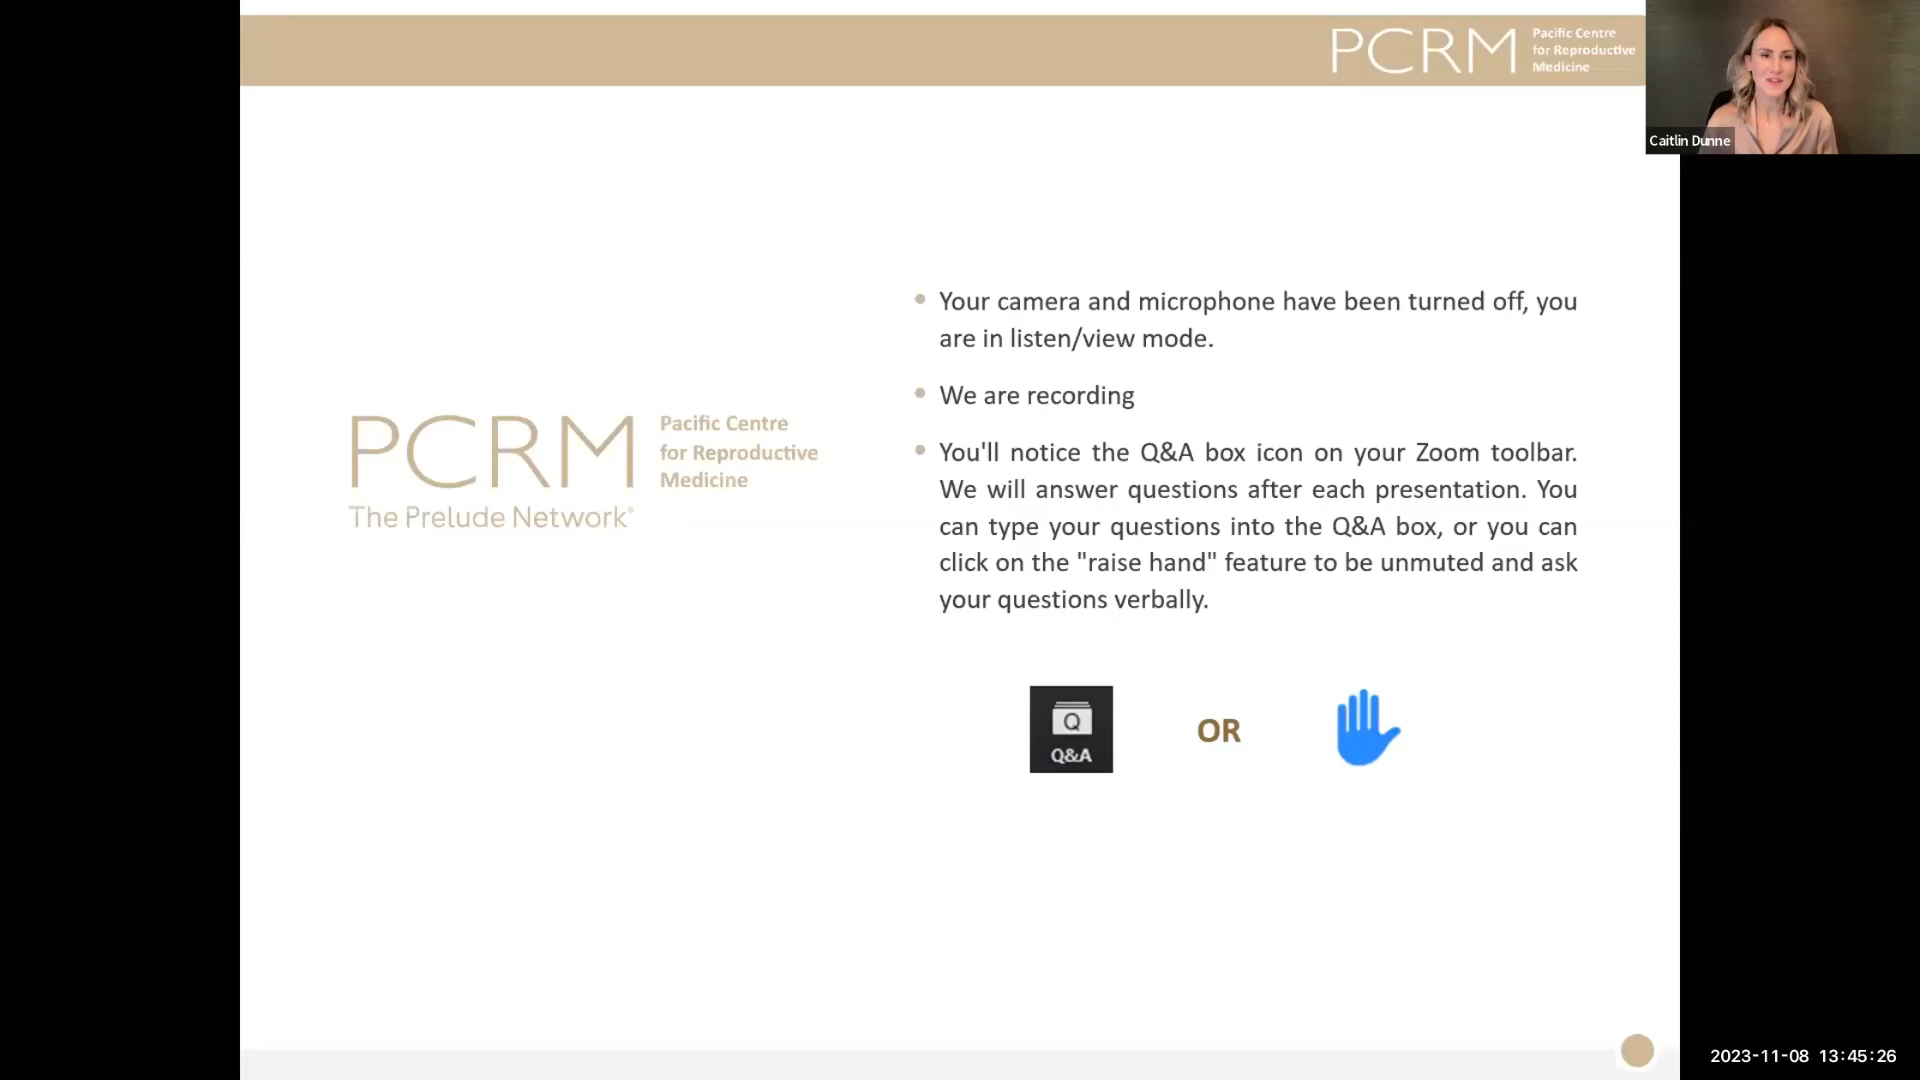 PCRM
Pacific Centre
for Reproductive
Medicine
Caitlin Dunne
Your camera and microphone have been turned off, you
are in listen/view mode.
We are recording
You'll notice the Q&A box icon on your Zoom toolbar.
We will answer questions after each presentation. You
can type your questions into the Q&A box, or you can
click on the "raise hand" feature to be unmuted and ask
your questions verbally.
PCRM
Pacific Centre
for Reproductive
Medicine
The Prelude Network®
Q
Q&A
OR
2023-11-08 13:45:26